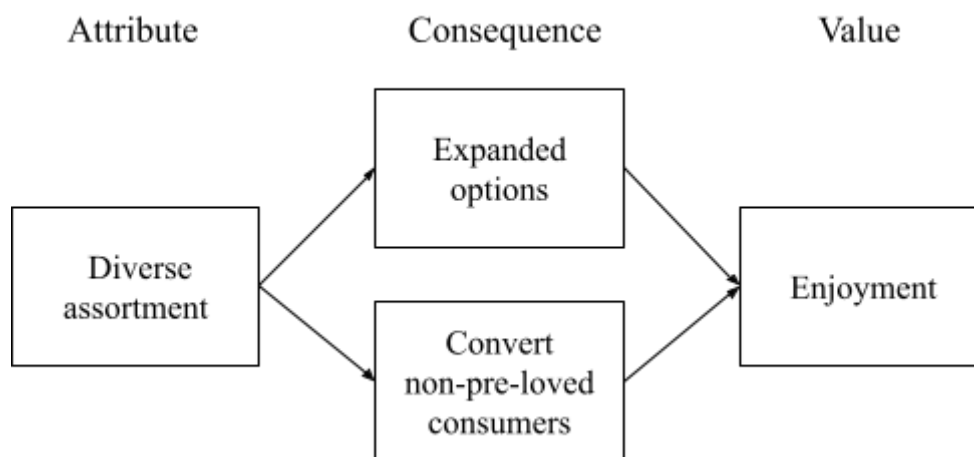 Attribute
Consequence
Value
Expanded
options
Diverse
assortment
Enjoyment
Convert
non-pre-loved
consumers